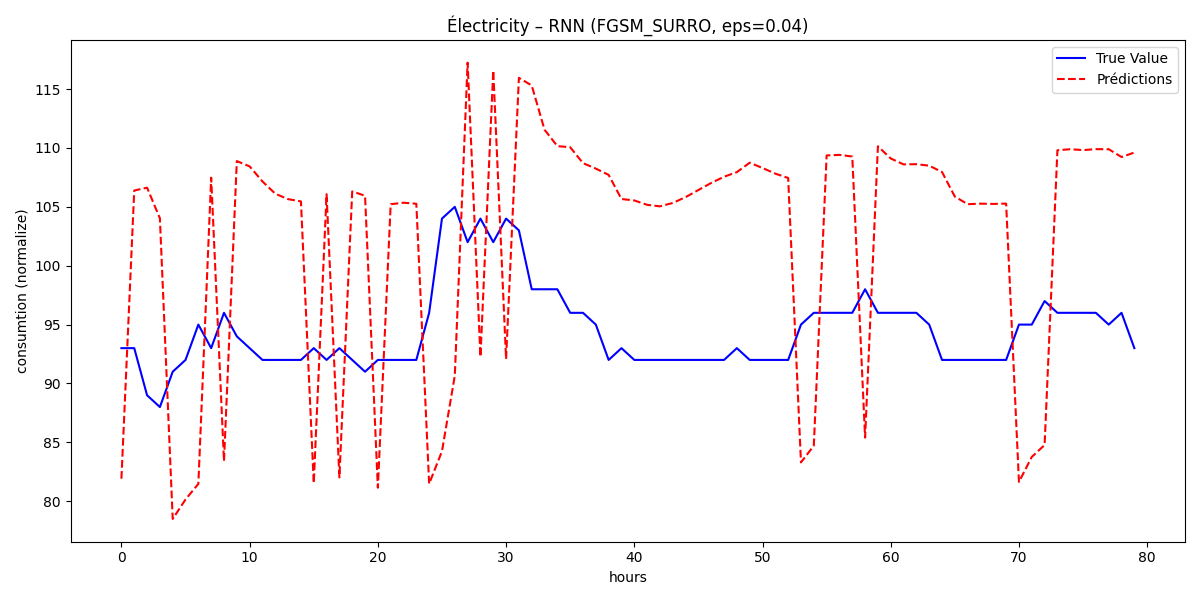 Électricity – RNN (FGSM_SURRO, eps=0.04)
True Value
Prédictions
consumtion (normalize)
115
110
105
100
95
90
85
80
0 10 20 30 40 50 60 70 80
hours